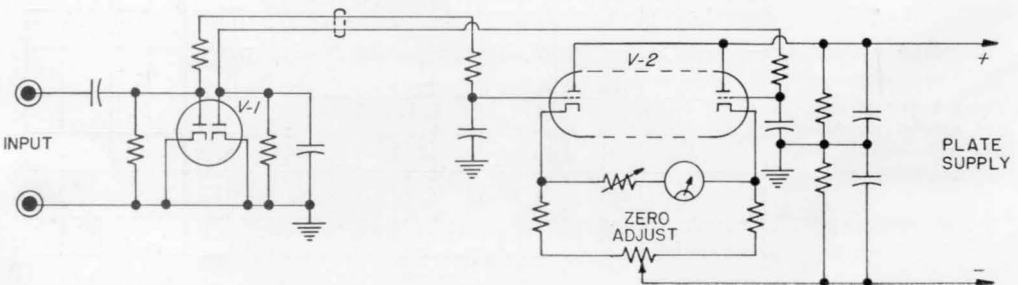 INPUT
V-1
V-2
ZERO
ADJUST
+
PLATE
SUPPLY
-